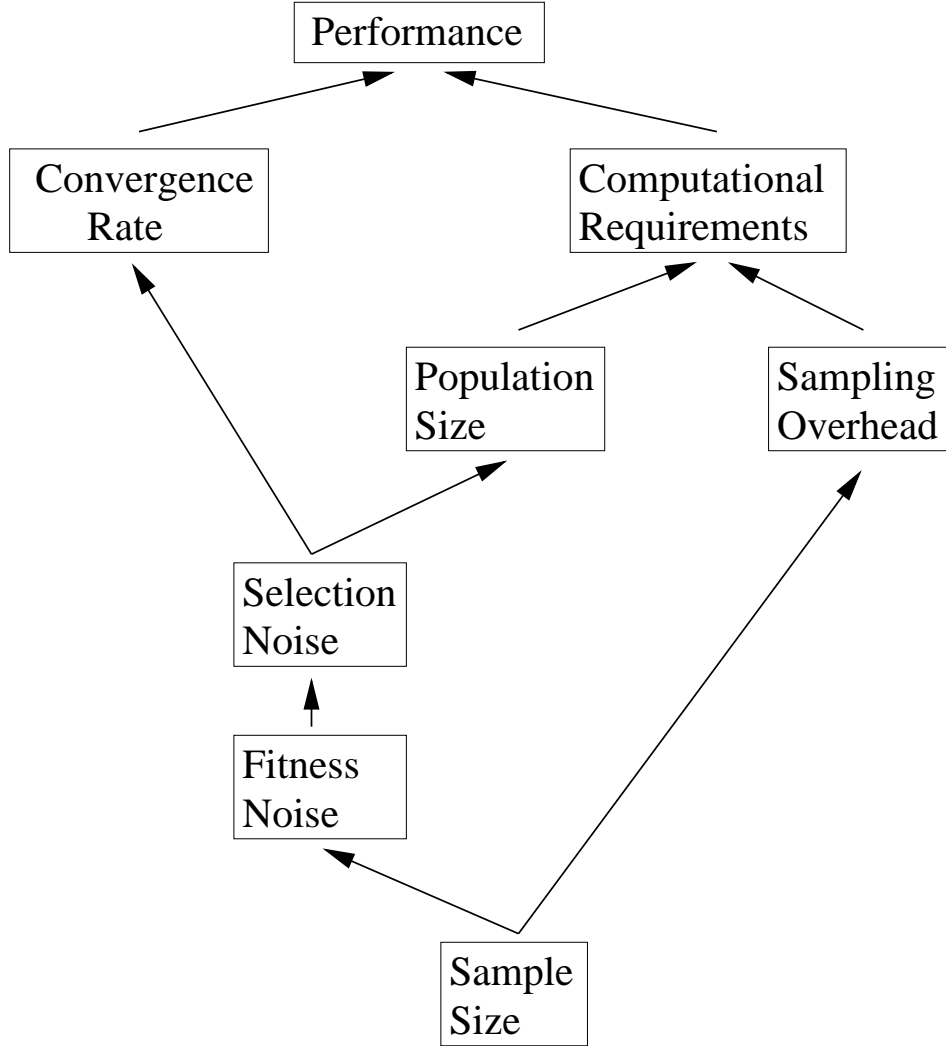 Performance
Convergence
Rate
Computational
Requirements
Population
Size
Sampling
Overhead
Selection
Noise
Fitness
Noise
Sample
Size